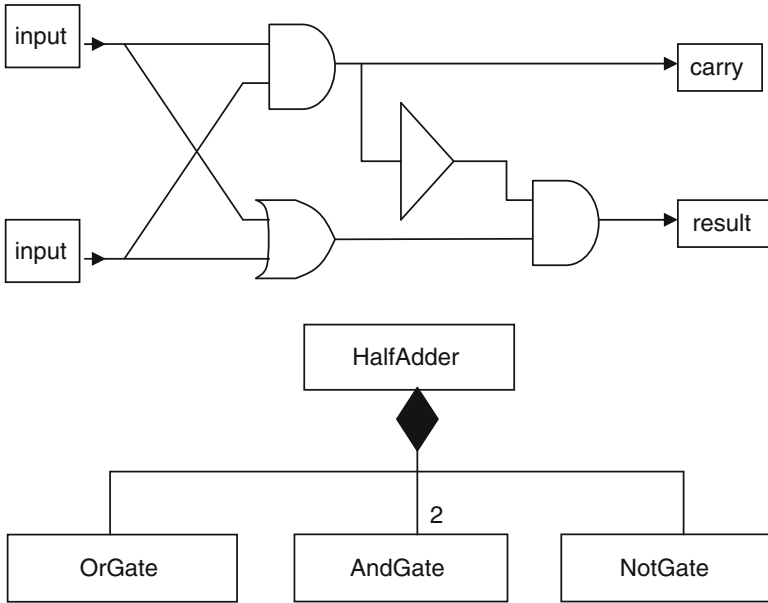 input
carry
input
result
HalfAdder
2
OrGate
AndGate
NotGate